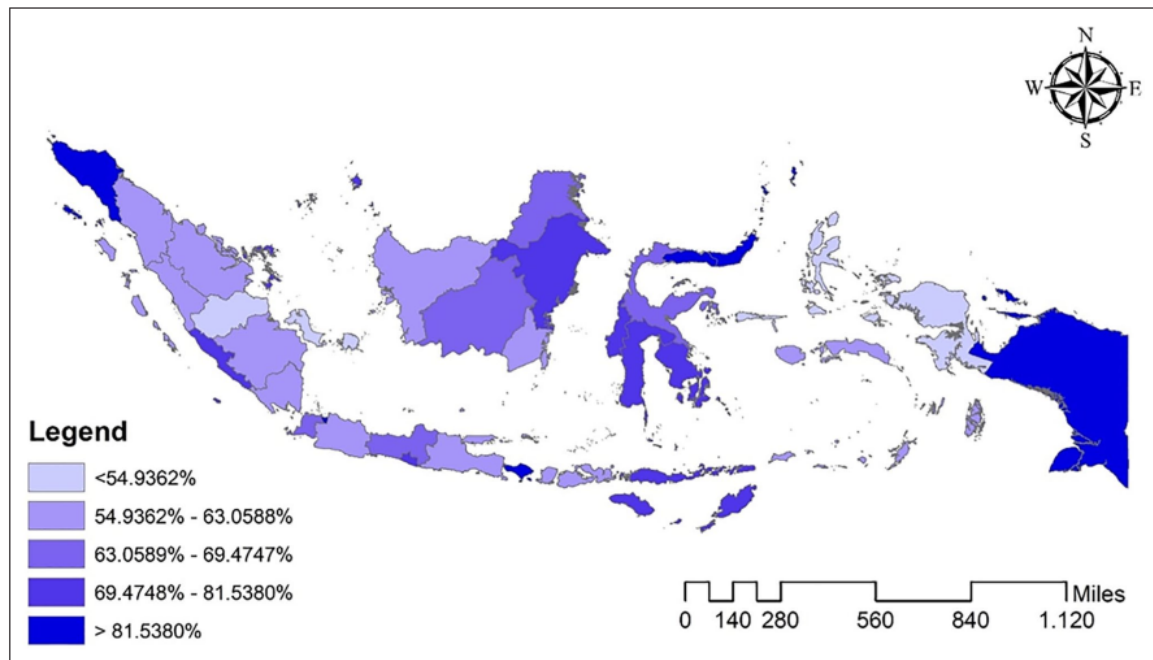 N
W E
S
Legend
<54.9362%
54.9362% - 63.0588%
63.0589% - 69.4747%
69.4748% - 81.5380%
> 81.5380%
Miles
0 140 280 560 840 1.120